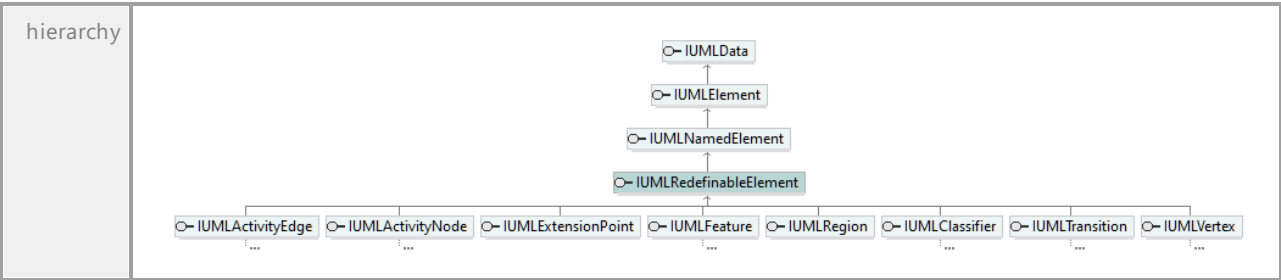 hierarchy
IUMLData
IUMLElement
IUMLNamedElement
IUMLRedefinableElement
IUMLActivityEdge IUMLActivityNode IUMLExtensionPoint IUMLFeature IUMLRegion IUMLClassifier IUMLTransition IUMLVertex
... ... ... ... ... ...